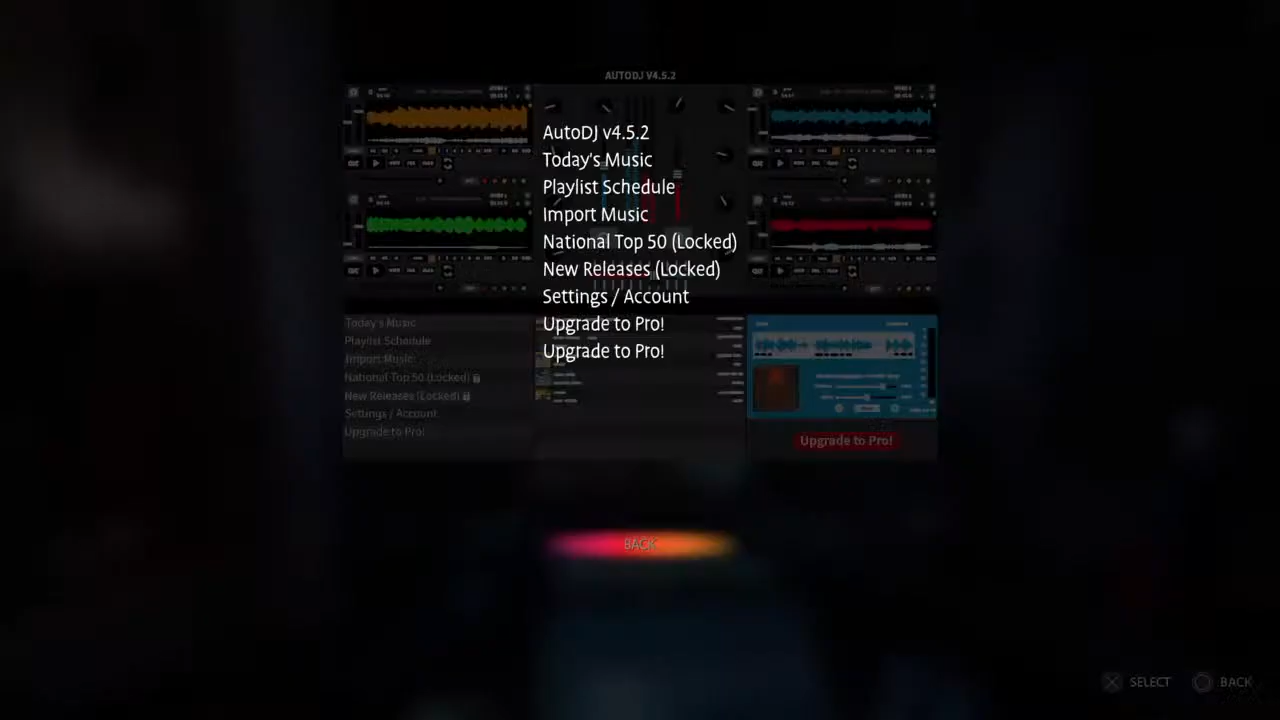 AUTODJ V4.5.2
AutoDJ v4.5.2
Today's Music
Playlist Schedule
Import Music
National Top 50 (Locked)
New Releases (Locked)
Settings / Account
Upgrade to Pro!
Upgrade to Pro!
Today's Music
Playlist Schedule
Import Music
National Top 50 (Locked)
New Releases (Locked)
Settings / Account
Upgrade to Pro!
Upgrade to Pro!
BACK
SELECT
BACK